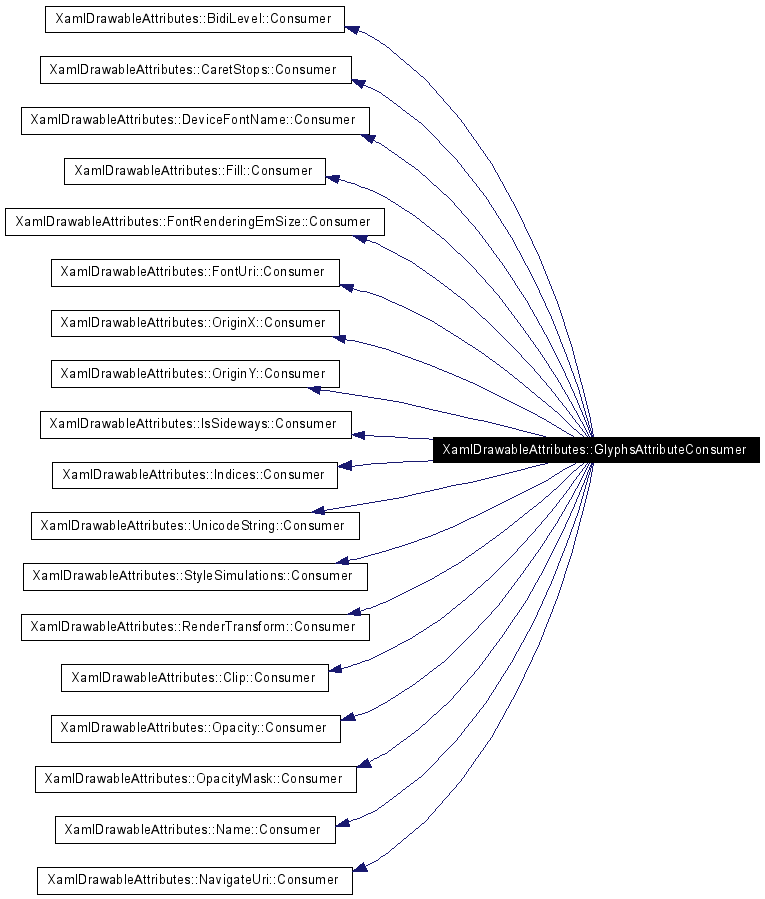 XamlDrawableAttributes::BidiLevel::Consumer
XamlDrawableAttributes::CaretStops::Consumer
XamlDrawableAttributes::DeviceFontName::Consumer
XamlDrawableAttributes::Fill::Consumer
XamlDrawableAttributes::FontRenderingEmSize::Consumer
XamlDrawableAttributes::FontUri::Consumer
XamlDrawableAttributes::OriginX::Consumer
XamlDrawableAttributes::OriginY::Consumer
XamlDrawableAttributes::IsSideways::Consumer
XamlDrawableAttributes::GlyphsAttributeConsumer
XamlDrawableAttributes::Indices::Consumer
XamlDrawableAttributes::UnicodeString::Consumer
XamlDrawableAttributes::StyleSimulations::Consumer
XamlDrawableAttributes::RenderTransform::Consumer
XamlDrawableAttributes::Clip::Consumer
XamlDrawableAttributes::Opacity::Consumer
XamlDrawableAttributes::OpacityMask::Consumer
XamlDrawableAttributes::Name::Consumer
XamlDrawableAttributes::NavigateUri::Consumer